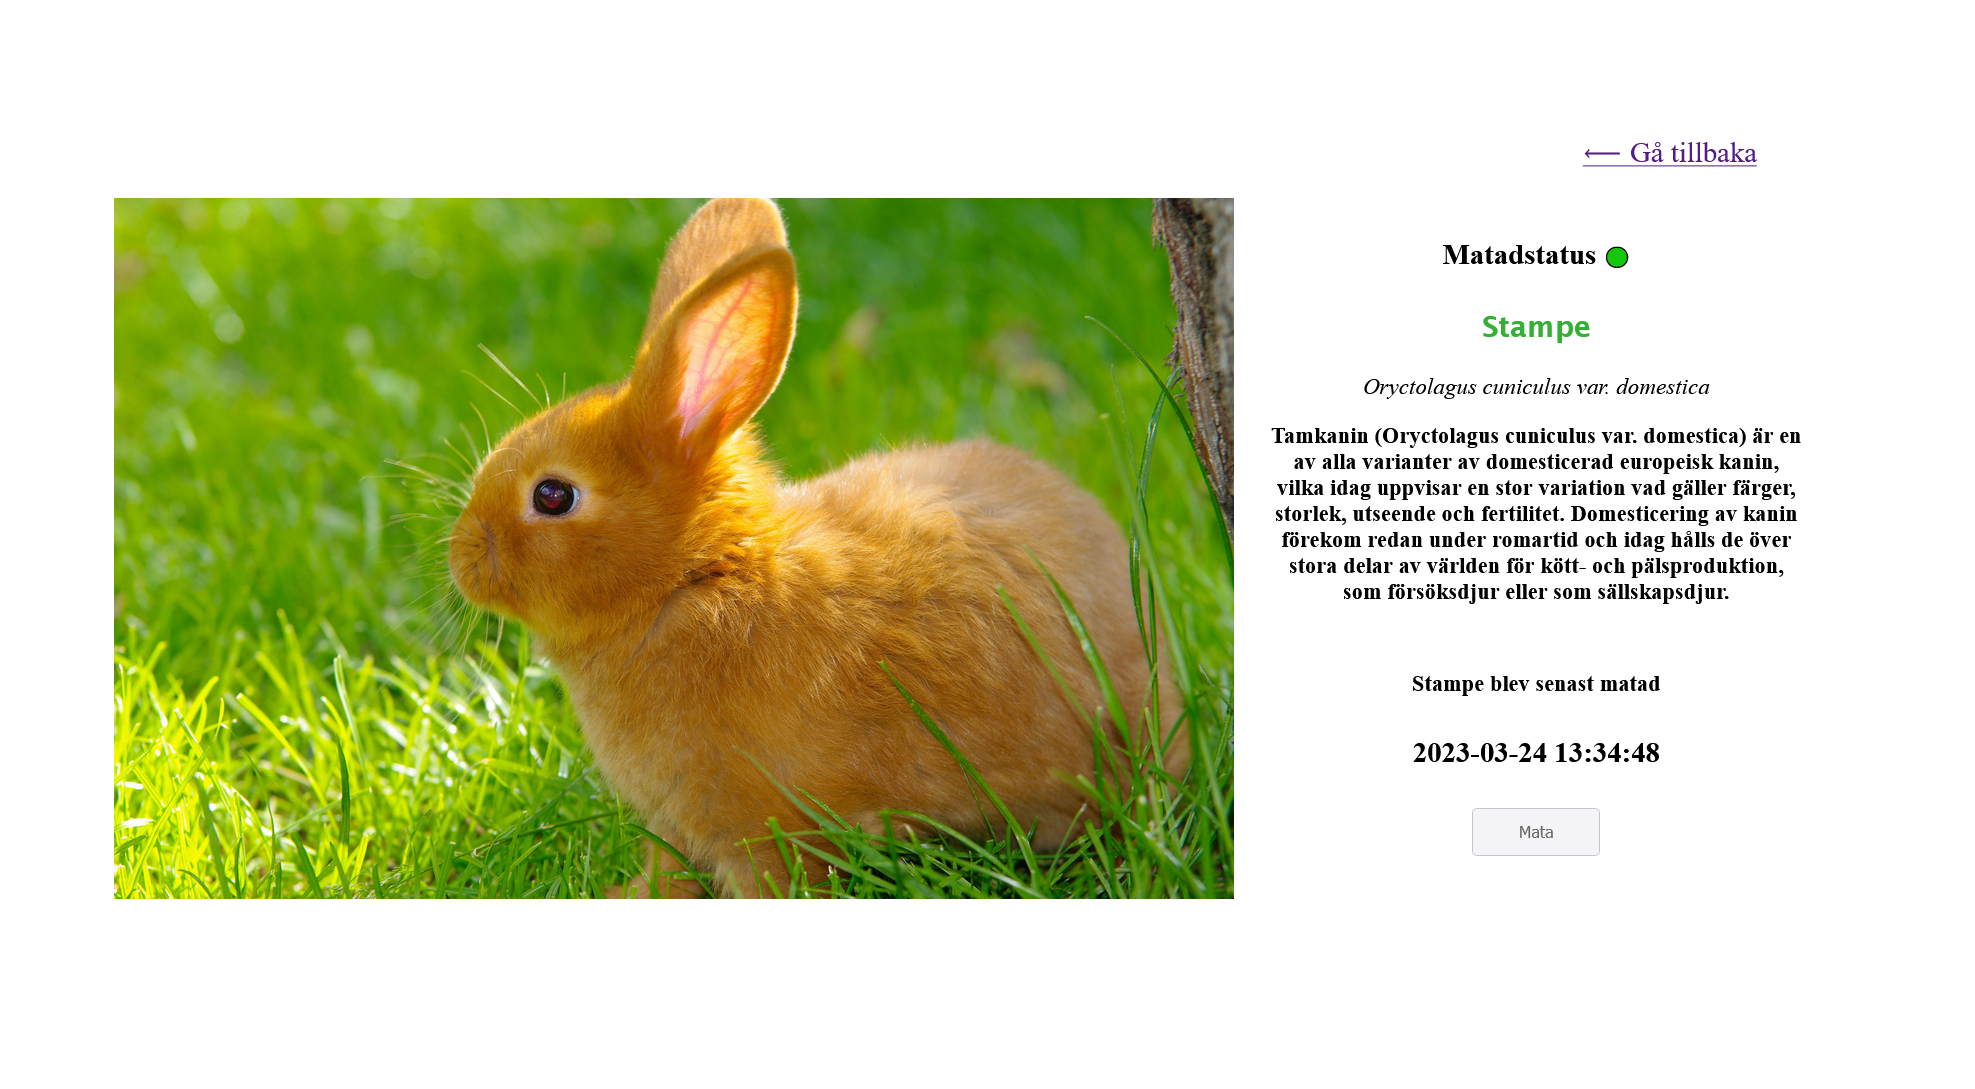 ⟵ Gå tillbaka
Matadstatus
Stampe
Oryctolagus cuniculus var. domestica
Tamkanin (Oryctolagus cuniculus var. domestica) är en
av alla varianter av domesticerad europeisk kanin,
vilka idag uppvisar en stor variation vad gäller färger,
storlek, utseende och fertilitet. Domesticering av kanin
förekom redan under romartid och idag hålls de över
stora delar av världen för kött- och pälsproduktion,
som försöksdjur eller som sällskapsdjur.
Stampe blev senast matad
2023-03-24 13:34:48
Mata